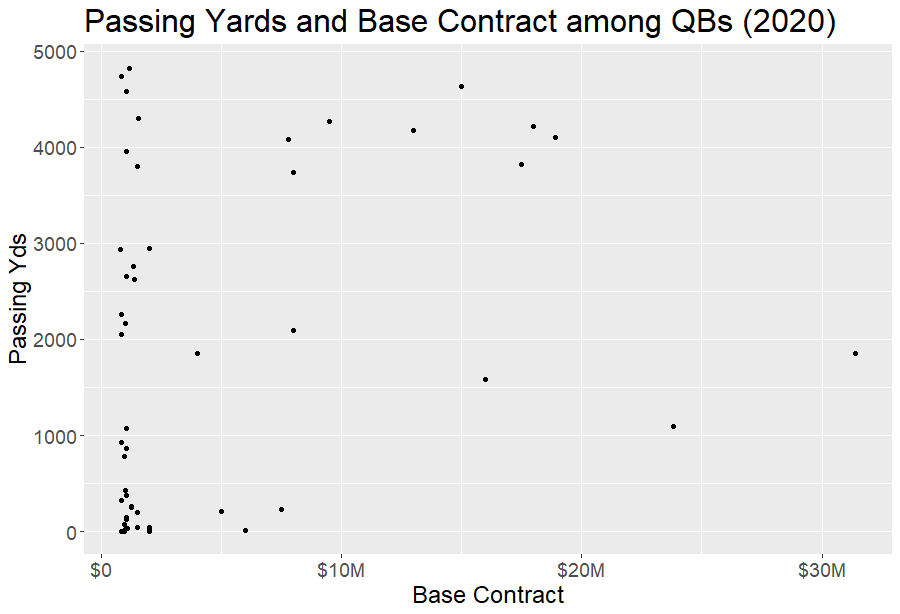 Passing Yards and Base Contract among QBs (2020)
5000
4000
3000
2000
1000
0
Passing Yds
$0 $10M $20M $30M
Base Contract